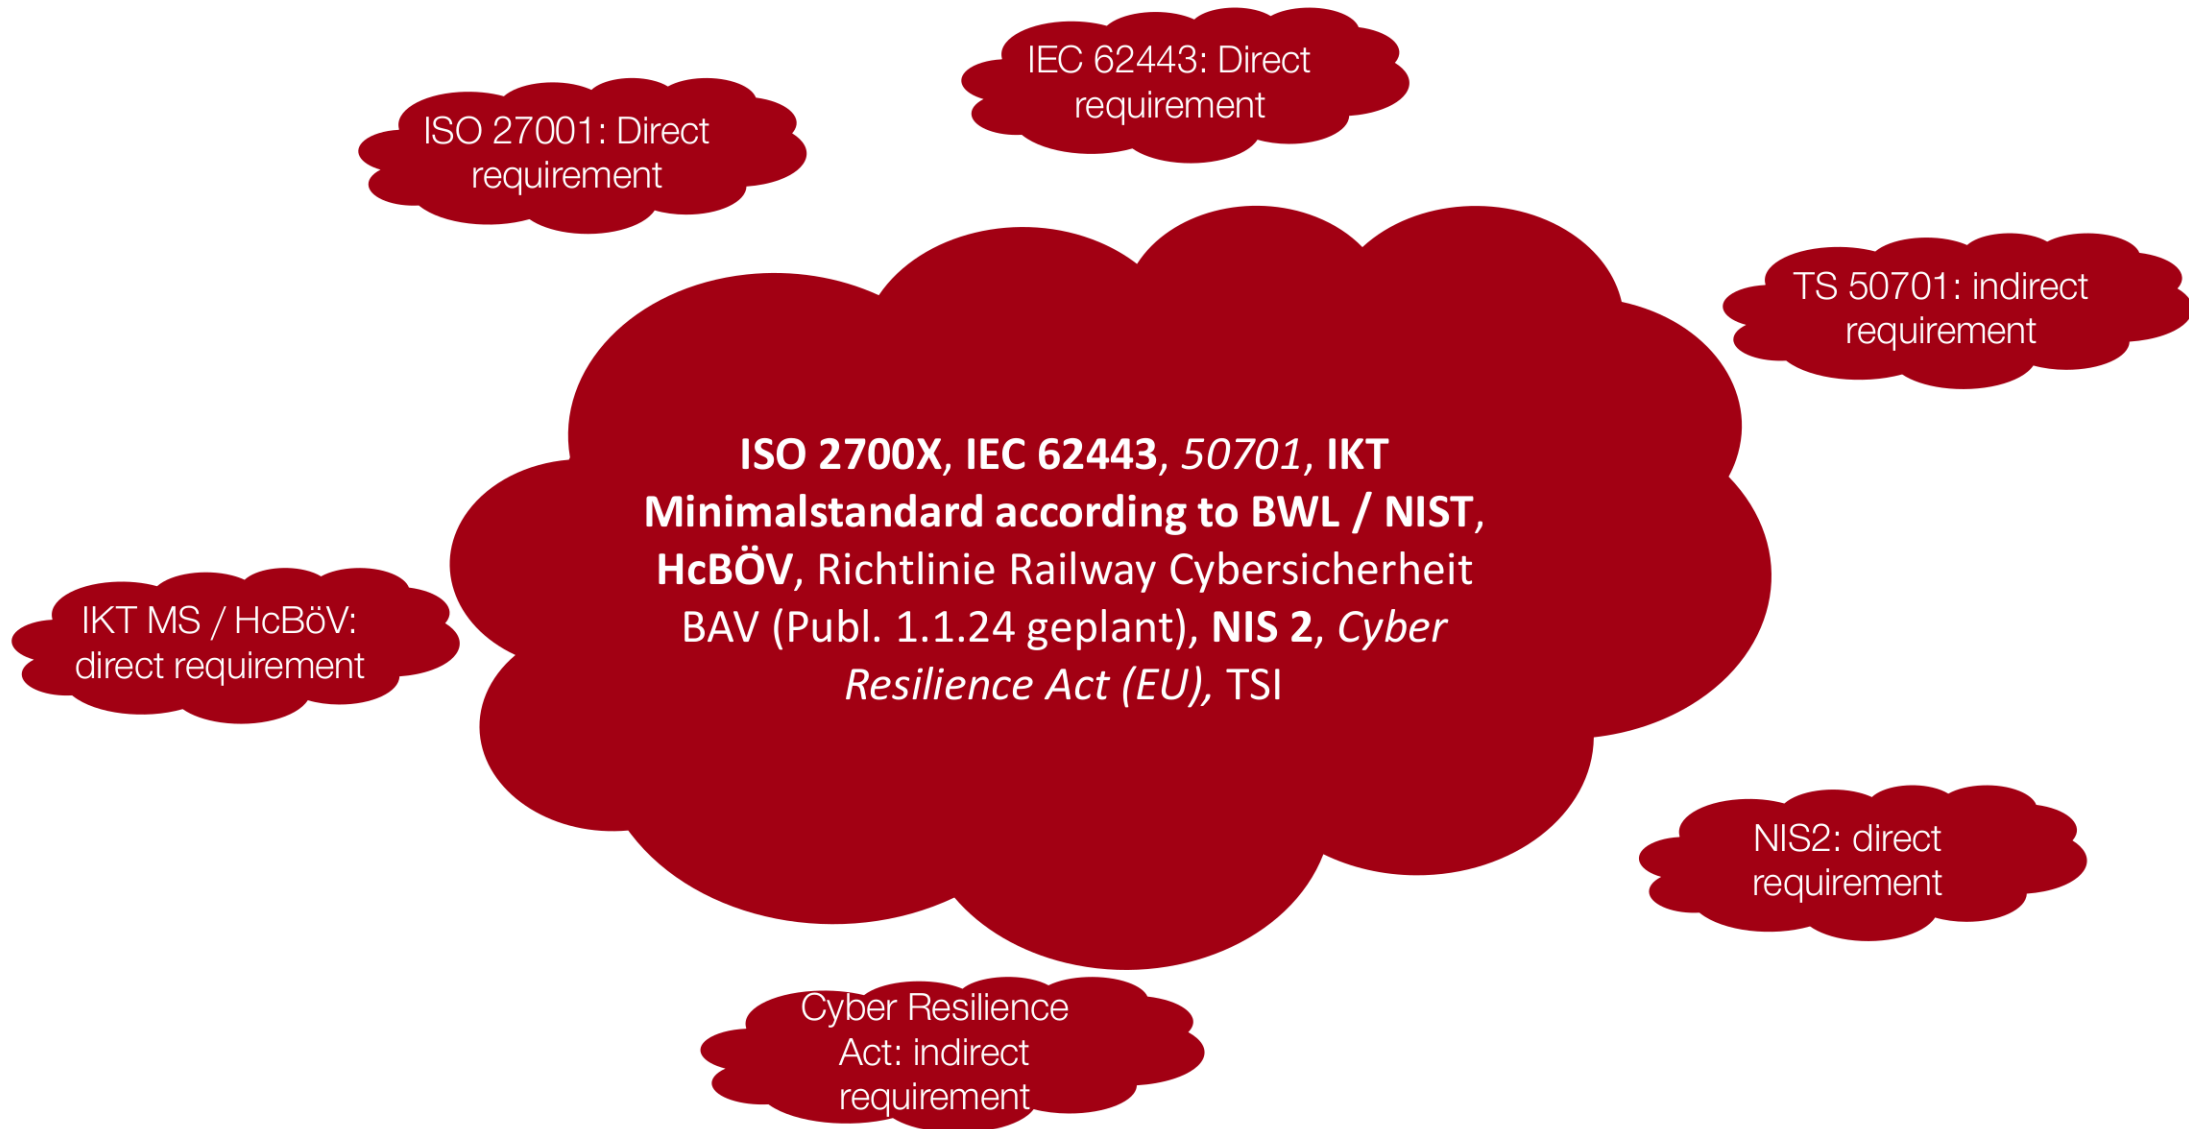 IEC 62443: Direct
requirement
ISO 27001: Direct
requirement
TS 50701: indirect
requirement
ISO 2700X, IEC 62443, 50701, IKT
Minimalstandard according to BWL / NIST,
HcBÖV, Richtlinie Railway Cybersicherheit
BAV (Publ. 1.1.24 geplant), NIS 2, Cyber
Resilience Act (EU), TSI
IKT MS / HcBöV:
direct requirement
NIS2: direct
requirement
Cyber Resilience
Act: indirect
requirement